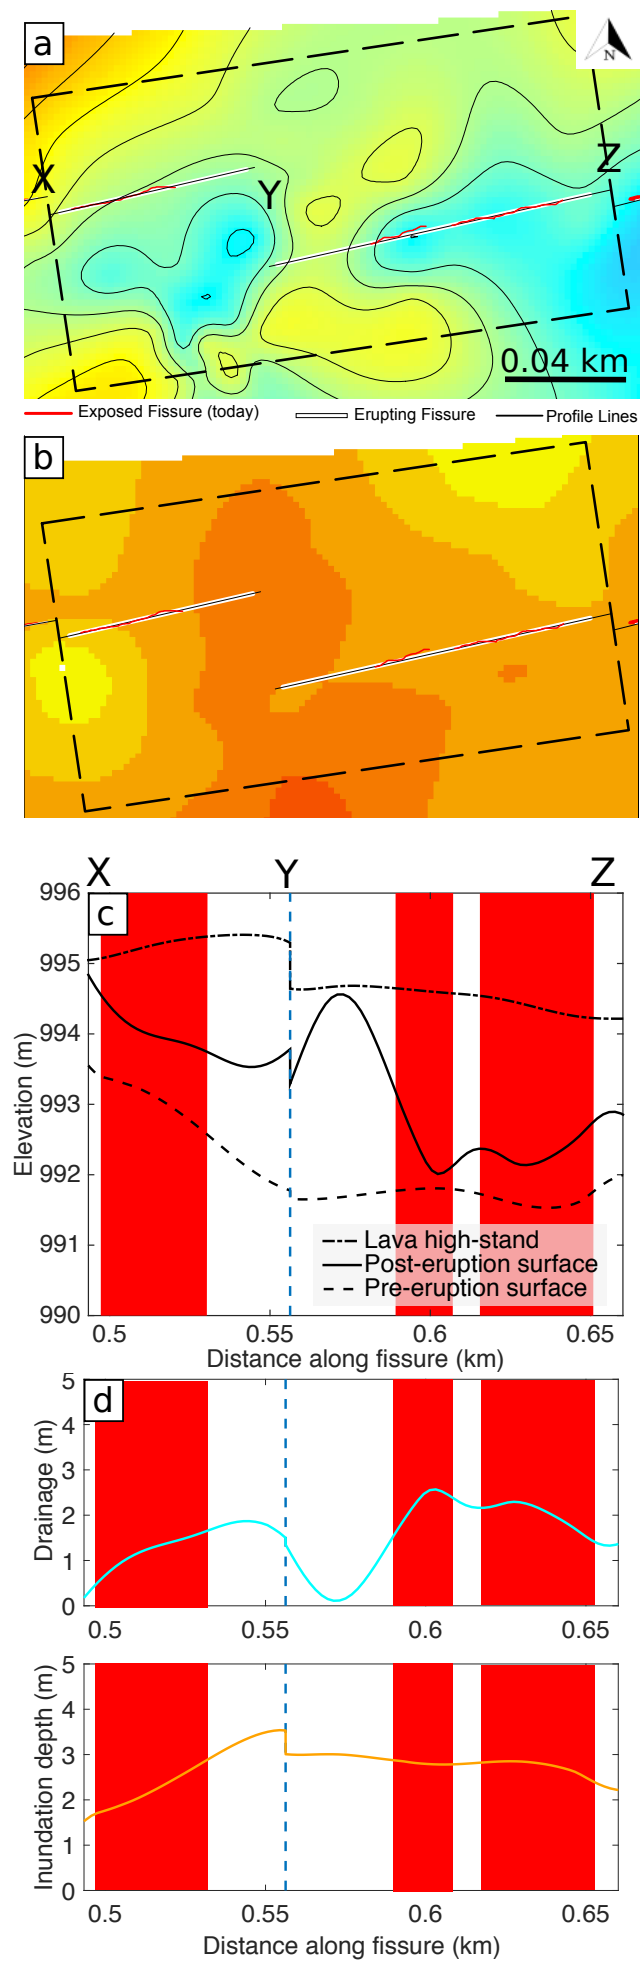 a
N
X
Y
Z
0.04 km
Exposed Fissure (today)
Erupting Fissure
Profile Lines
b
X
Y
Z
c
996
995
994
993
992
991
990
Elevation (m)
Lava high-stand
Post-eruption surface
Pre-eruption surface
0.5
0.55
0.6
0.65
Distance along fissure (km)
d
5
4
3
2
1
0
Drainage (m)
0.5
0.55
0.6
0.65
5
4
3
2
1
0
Inundation depth (m)
0.5
0.55
0.6
0.65
Distance along fissure (km)